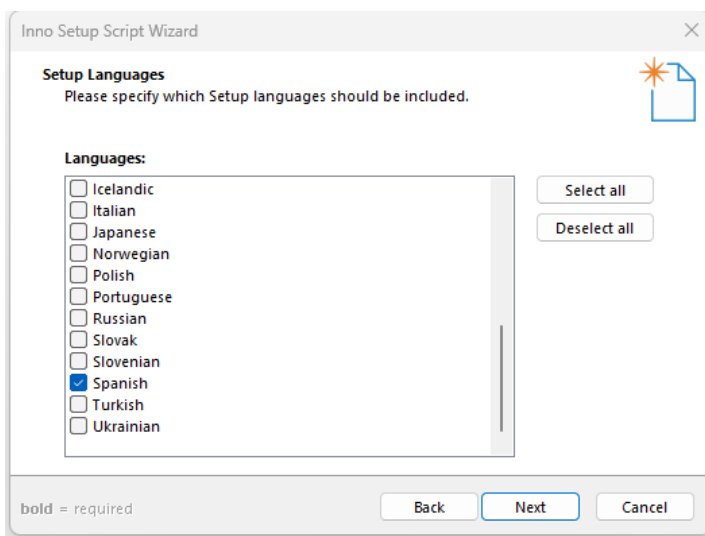 Inno Setup Script Wizard
Setup Languages
Please specify which Setup languages should be included.
Languages:
Icelandic
Italian
Japanese
Norwegian
Polish
Portuguese
Russian
Slovak
Slovenian
Spanish
Turkish
Ukrainian
Select all
Deselect all
bold = required
Back
Next
Cancel